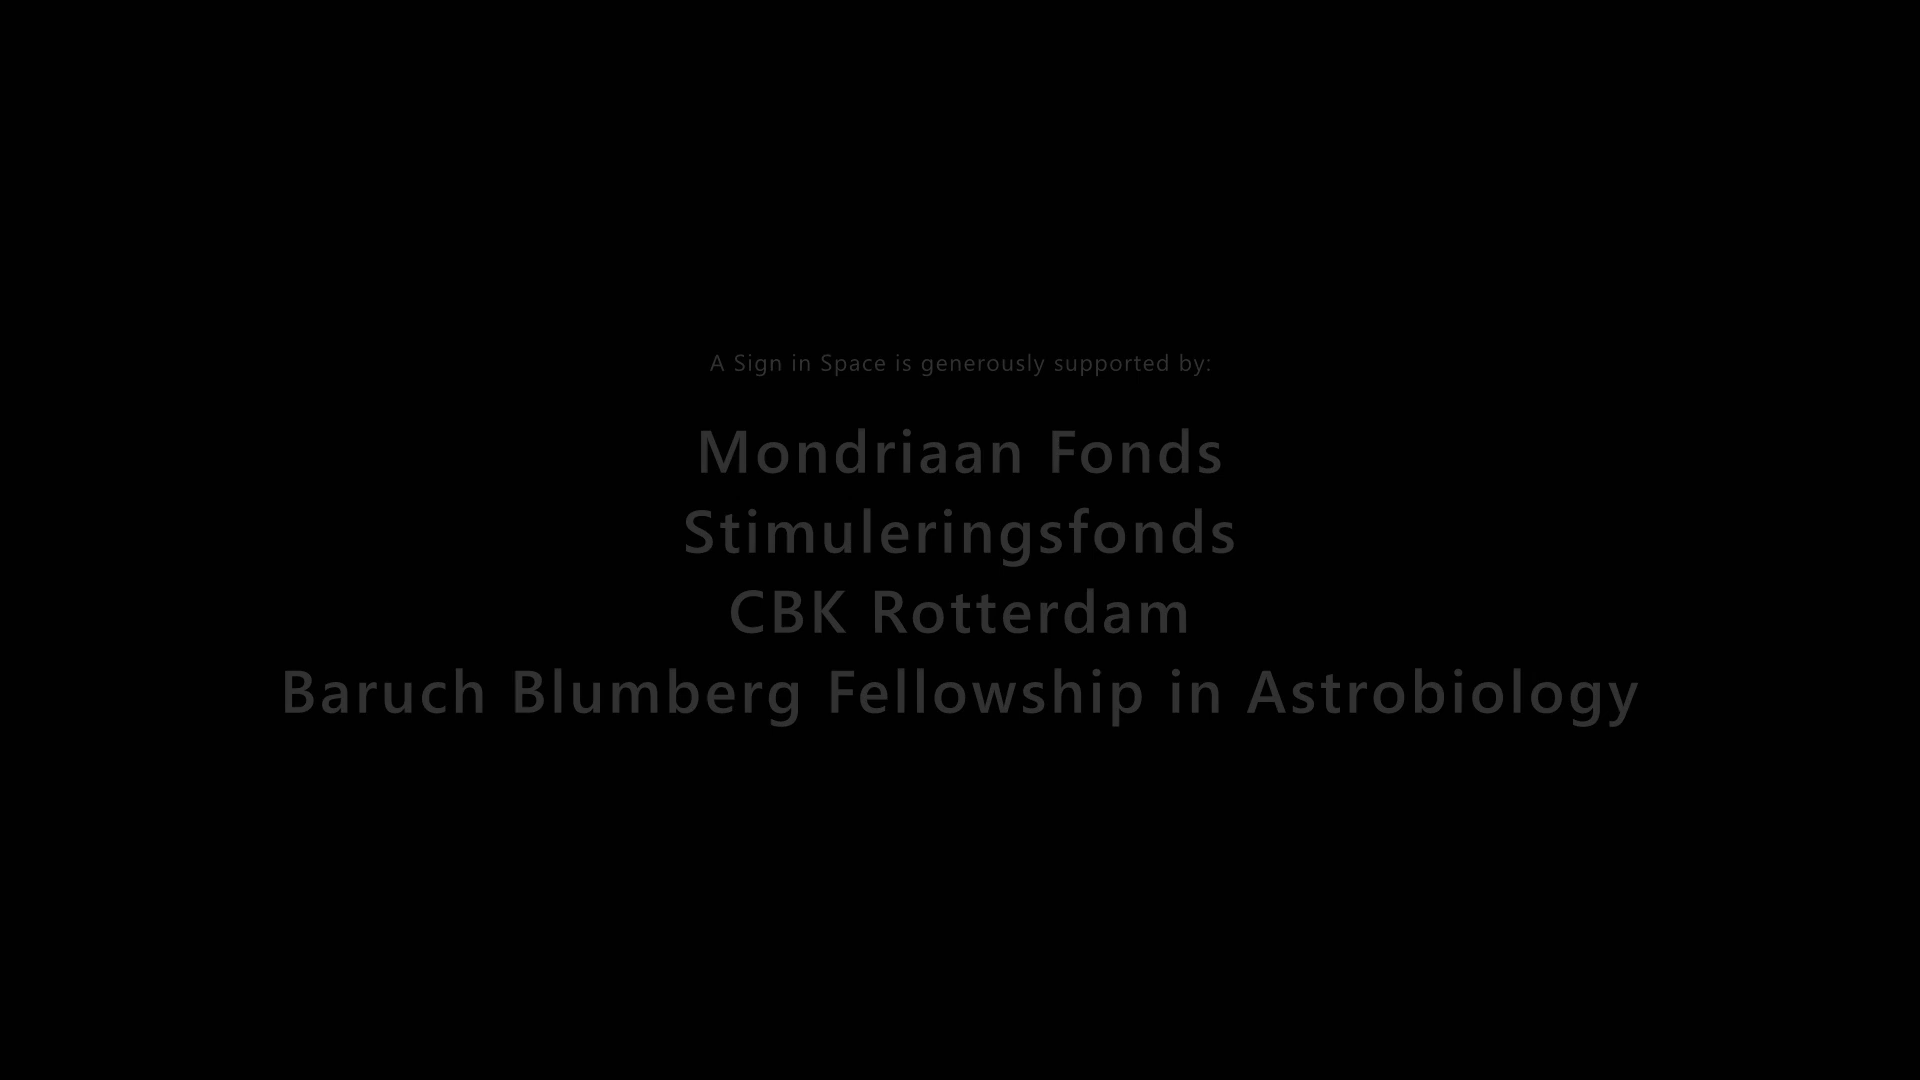 A Sign in Space is generously supported by:
Mondriaan Fonds
Stimuleringsfonds
CBK Rotterdam
Baruch Blumberg Fellowship in Astrobiology